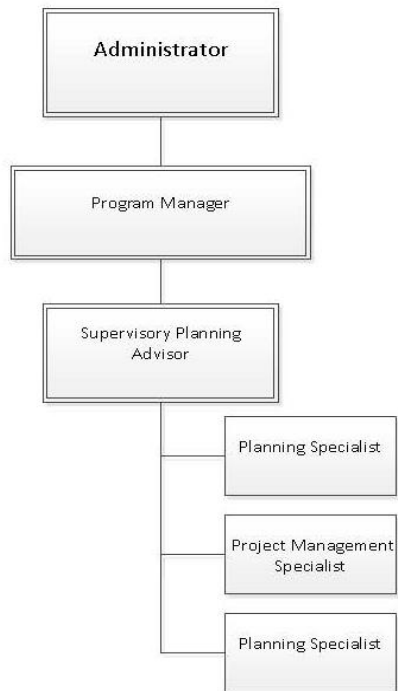 Administrator
Program Manager
Supervisory Planning
Advisor
Planning Specialist
Project Management
Specialist
Planning Specialist